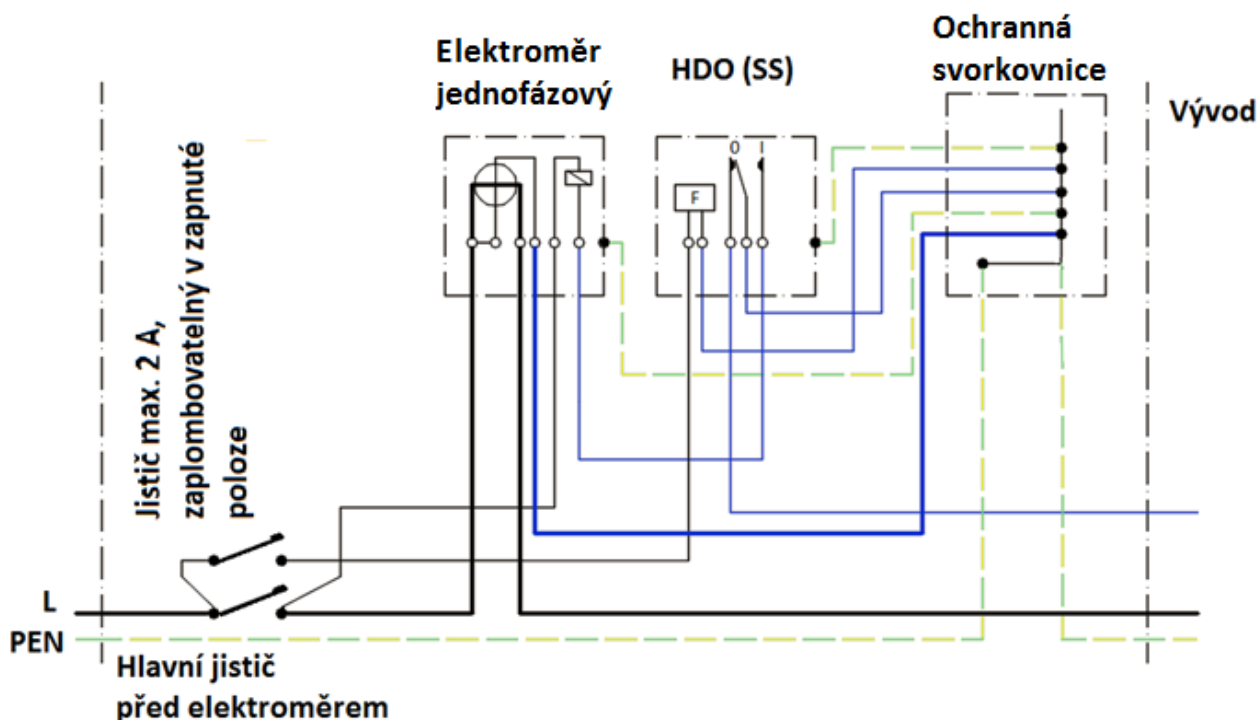 Elektroměr
jednofázový
HDO (SS)
Ochranná
svorkovnice
Vývod
0 I
F
Jistič max. 2 A,
zaplombovatelný v zapnuté
poloze
L
PEN
Hlavní jistič
před elektroměrem